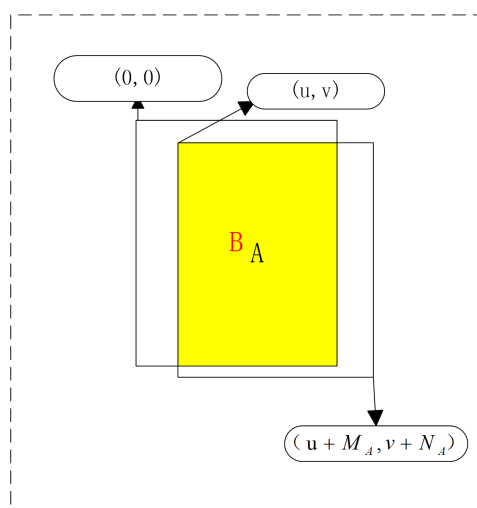 (0, 0)
(u, v)
B A
(u + M_A, v + N_A)